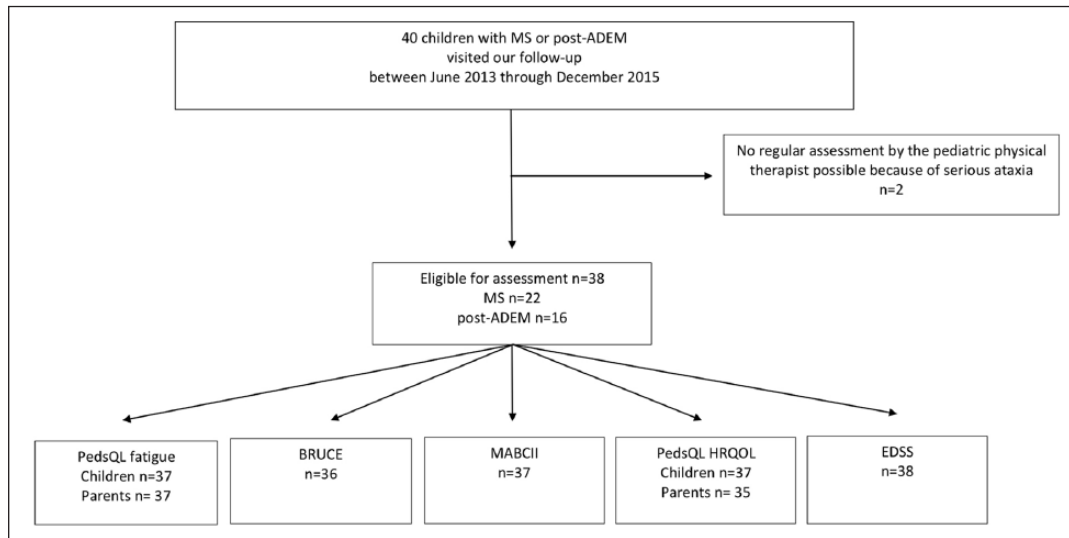 40 children with MS or post-ADEM
visited our follow-up
between June 2013 through December 2015
No regular assessment by the pediatric physical
therapist possible because of serious ataxia
n=2
Eligible for assessment n=38
MS n=22
post-ADEM n=16
PedsQL fatigue
Children n=37
Parents n= 37
BRUCE
n=36
MABCII
n=37
PedsQL HRQOL
Children n=37
Parents n= 35
EDSS
n=38